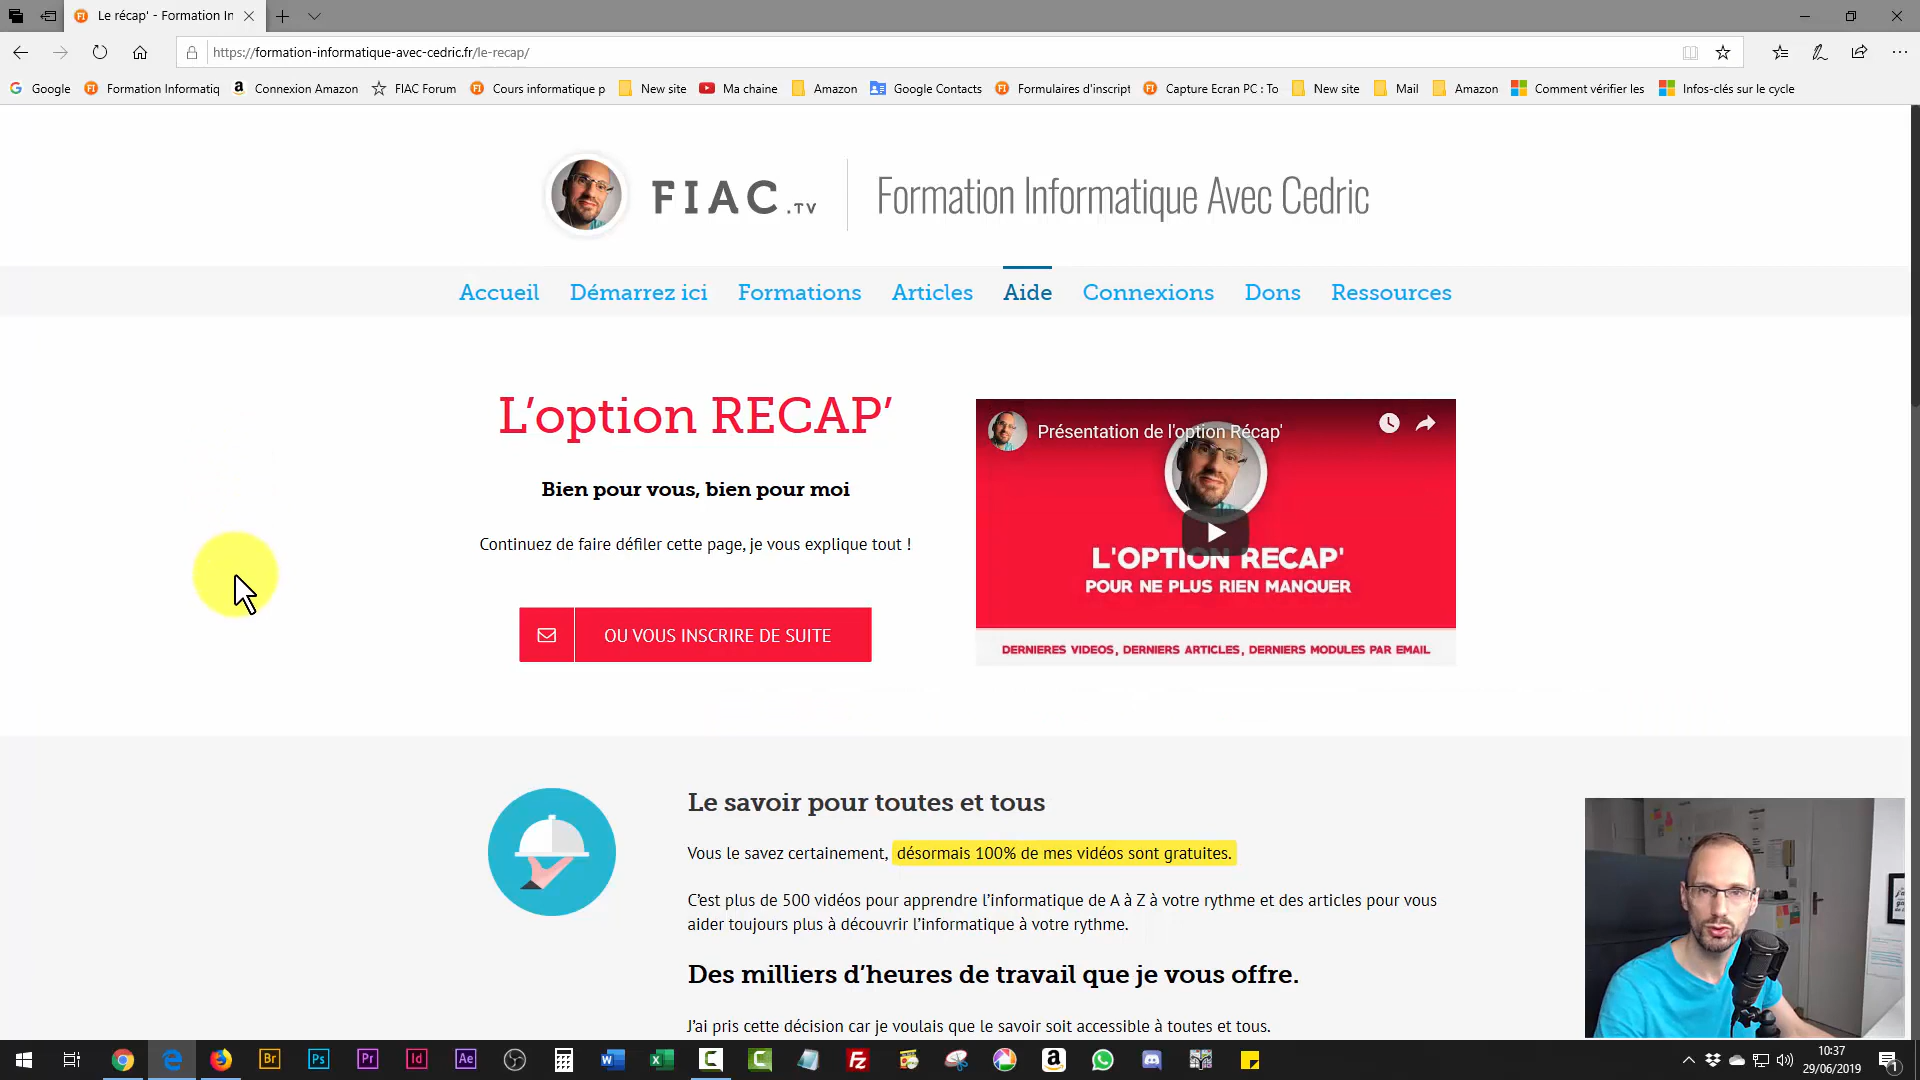 Le récap' - Formation In
https://formation-informatique-avec-cedric.fr/le-recap/
Google
Formation Informatiq
Connexion Amazon
FIAC Forum
Cours informatique p
New site
Ma chaine
Amazon
Google Contacts
Formulaires d'inscript
Capture Ecran PC : To
New site
Mail
Amazon
Comment vérifier les
Infos-clés sur le cycle
FIAC.TV
Formation Informatique Avec Cedric
Accueil
Démarrez ici
Formations
Articles
Aide
Connexions
Dons
Ressources
L'option RECAP'
Bien pour vous, bien pour moi
Continuez de faire défiler cette page, je vous explique tout !
OU VOUS INSCRIRE DE SUITE
Présentation de l'option Récap'
L'OPTION RECAP'
POUR NE PLUS RIEN MANQUER
DERNIERES VIDEOS, DERNIERS ARTICLES, DERNIERS MODULES PAR EMAIL
Le savoir pour toutes et tous
Vous le savez certainement, désormais 100% de mes vidéos sont gratuites.
C'est plus de 500 vidéos pour apprendre l'informatique de A à Z à votre rythme et des articles pour vous
aider toujours plus à découvrir l'informatique à votre rythme.
Des milliers d'heures de travail que je vous offre.
J'ai pris cette décision car je voulais que le savoir soit accessible à toutes et tous.
Br
Ps
Pr
Id
Ae
10:37
29/06/2019
1